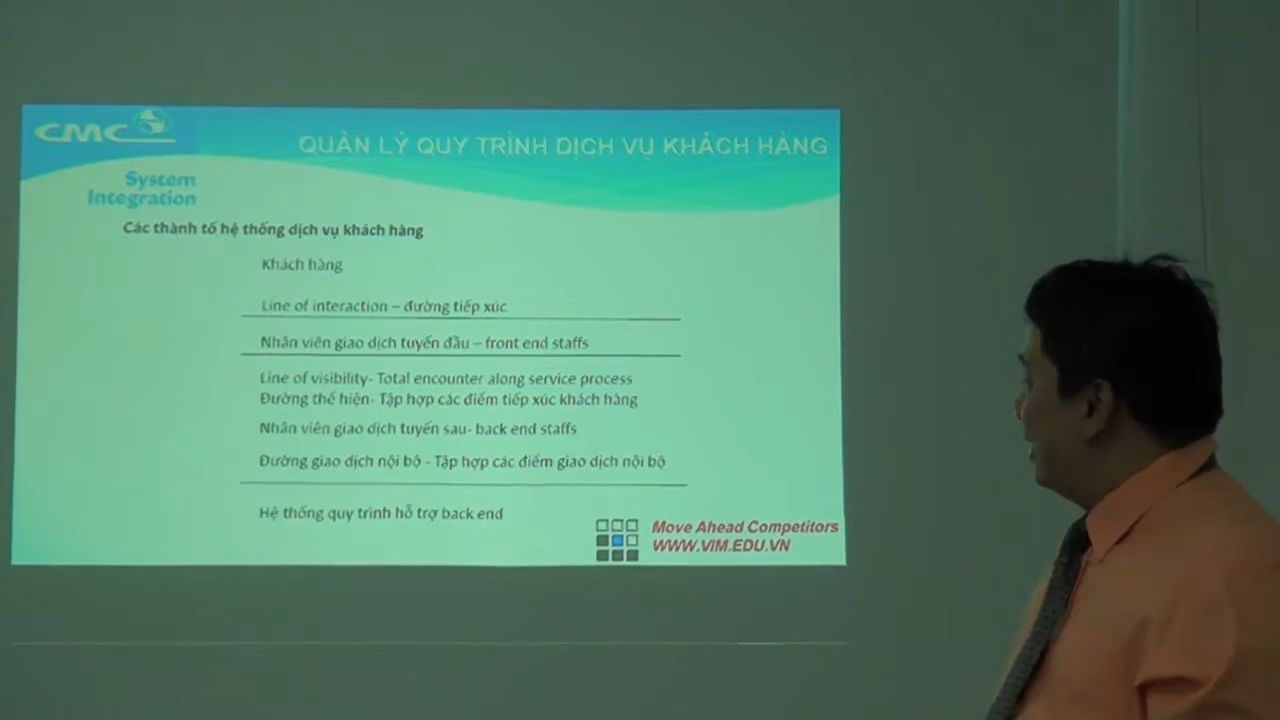 CMC
QUẢN LÝ QUY TRÌNH DỊCH VỤ KHÁCH HÀNG
System
Integration
Các thành tố hệ thống dịch vụ khách hàng
Khách hàng
Line of interaction – đường tiếp xúc
Nhân viên giao dịch tuyến đầu – front end staffs
Line of visibility- Total encounter along service process
Đường thể hiện- Tập hợp các điểm tiếp xúc khách hàng
Nhân viên giao dịch tuyến sau- back end staffs
Đường giao dịch nội bộ - Tập hợp các điểm giao dịch nội bộ
Hệ thống quy trình hỗ trợ back end
Move Ahead Competitors
WWW.VIM.EDU.VN